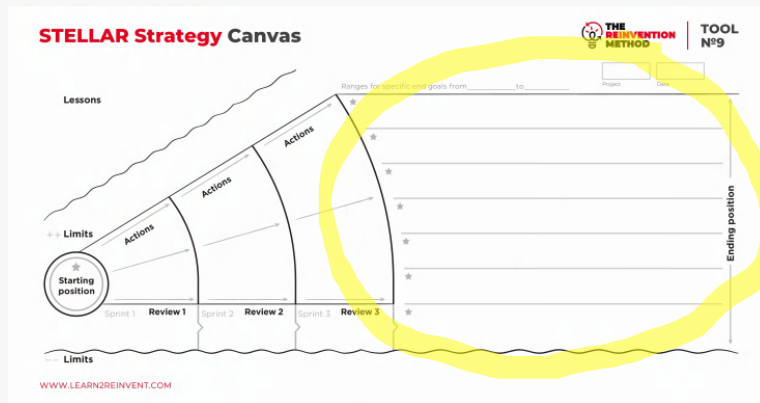 STELLAR Strategy Canvas
THE
REINVENTION
METHOD
TOOL
Nº9
Project
Date
Ranges for specific end goals from__________to__________
Lessons
Actions
Actions
Actions
++ Limits
Starting
position
Ending position
Sprint 1 Review 1 Sprint 2 Review 2 Sprint 3 Review 3
-- Limits
WWW.LEARN2REINVENT.COM